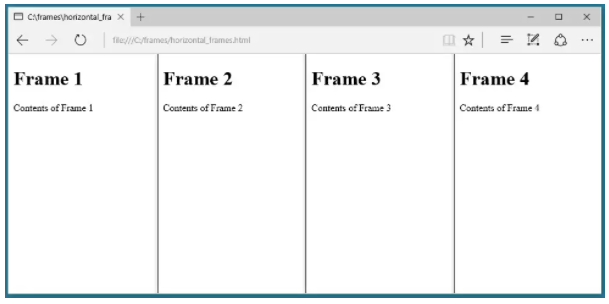 C:\frames\horizontal_fra
file:///C:/frames/horizontal_frames.html
Frame 1
Contents of Frame 1
Frame 2
Contents of Frame 2
Frame 3
Contents of Frame 3
Frame 4
Contents of Frame 4